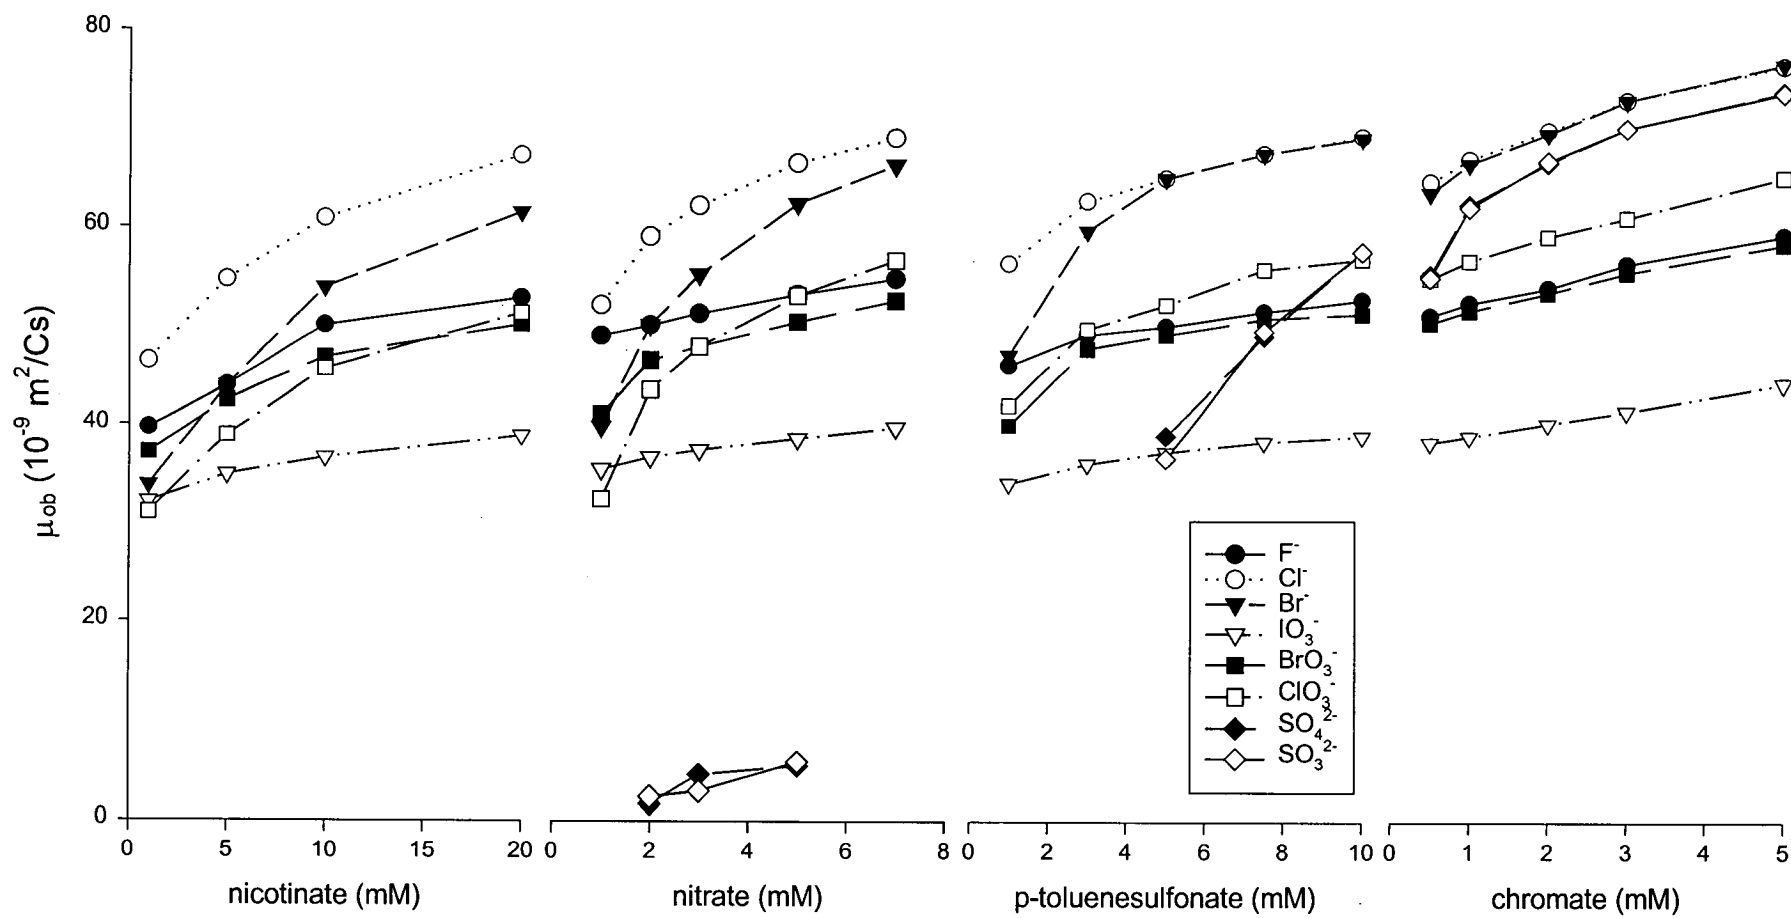 μob (10⁻⁹ m²/Cs)
80
60
40
20
0
0 5 10 15 20
nicotinate (mM)
0 2 4 6 8
nitrate (mM)
0 2 4 6 8 10
p-toluenesulfonate (mM)
0 1 2 3 4 5
chromate (mM)
F⁻
Cl⁻
Br⁻
IO₃⁻
BrO₃⁻
ClO₃⁻
SO₄²⁻
SO₃²⁻